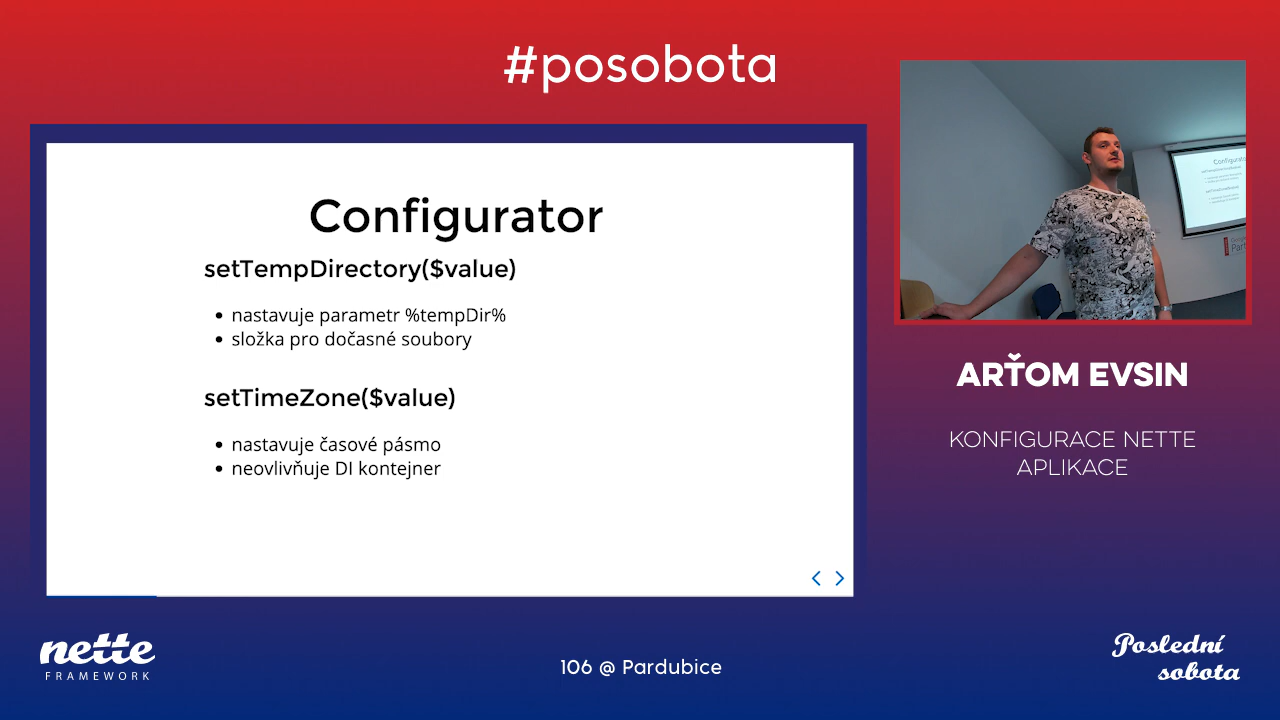 #posobota
Configurator
setTempDirectory($value)
nastavuje parametr %tempDir%
složka pro dočasné soubory
setTimeZone($value)
nastavuje časové pásmo
neovlivňuje DI kontejner
Configurator
ARŤOM EVSIN
KONFIGURACE NETTE
APLIKACE
nette
FRAMEWORK
106 @ Pardubice
Poslední
sobota